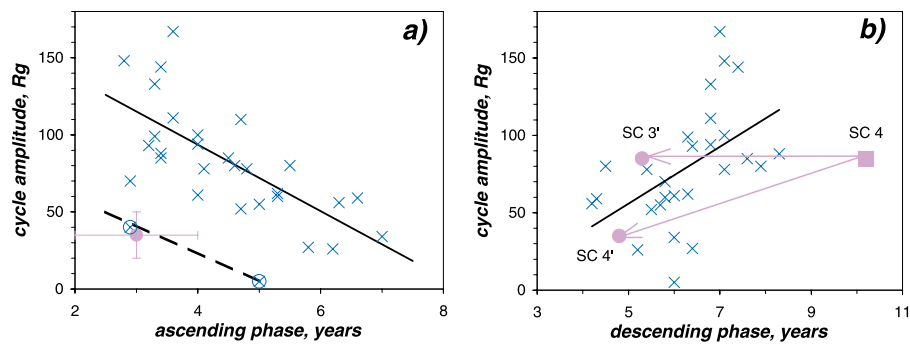 a)
cycle amplitude, Rg
150
100
50
0
2 4 6 8
ascending phase, years
b)
cycle amplitude, Rg
150
100
50
0
SC 3' SC 4
SC 4'
3 5 7 9 11
descending phase, years